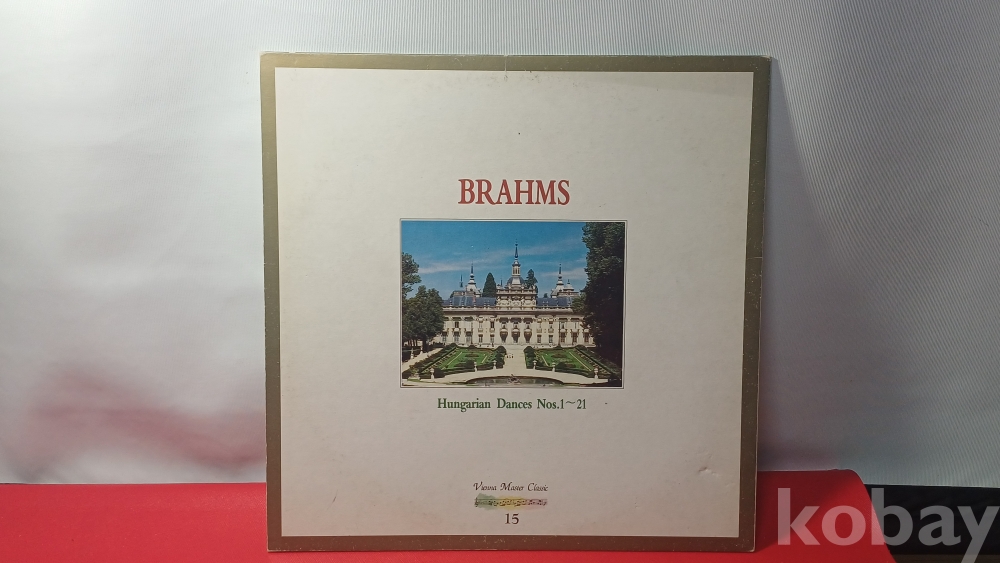 BRAHMS
Hungarian Dances Nos.1～21
Vienna Master Classic
15
kobay